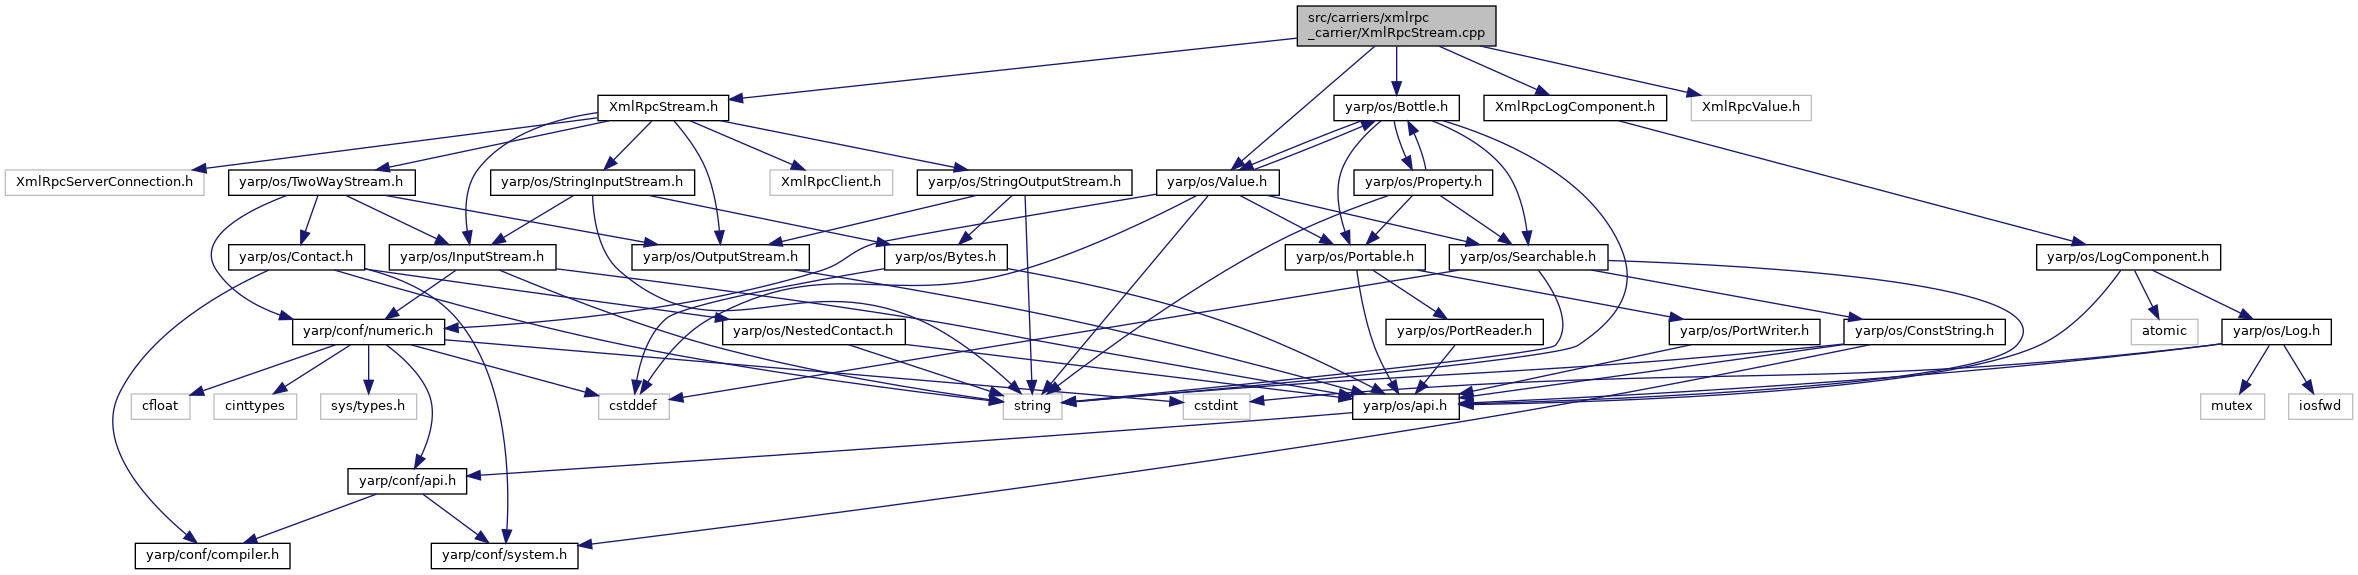 src/carriers/xmlrpc
_carrier/XmlRpcStream.cpp
XmlRpcStream.h
yarp/os/Bottle.h
XmlRpcLogComponent.h
XmlRpcValue.h
XmlRpcServerConnection.h
yarp/os/TwoWayStream.h
yarp/os/StringInputStream.h
XmlRpcClient.h
yarp/os/StringOutputStream.h
yarp/os/Value.h
yarp/os/Property.h
yarp/os/Contact.h
yarp/os/InputStream.h
yarp/os/OutputStream.h
yarp/os/Bytes.h
yarp/os/Portable.h
yarp/os/Searchable.h
yarp/os/LogComponent.h
yarp/conf/numeric.h
yarp/os/NestedContact.h
yarp/os/PortReader.h
yarp/os/PortWriter.h
yarp/os/ConstString.h
atomic
yarp/os/Log.h
cfloat
cinttypes
sys/types.h
cstddef
string
cstdint
yarp/os/api.h
mutex
iosfwd
yarp/conf/api.h
yarp/conf/compiler.h
yarp/conf/system.h